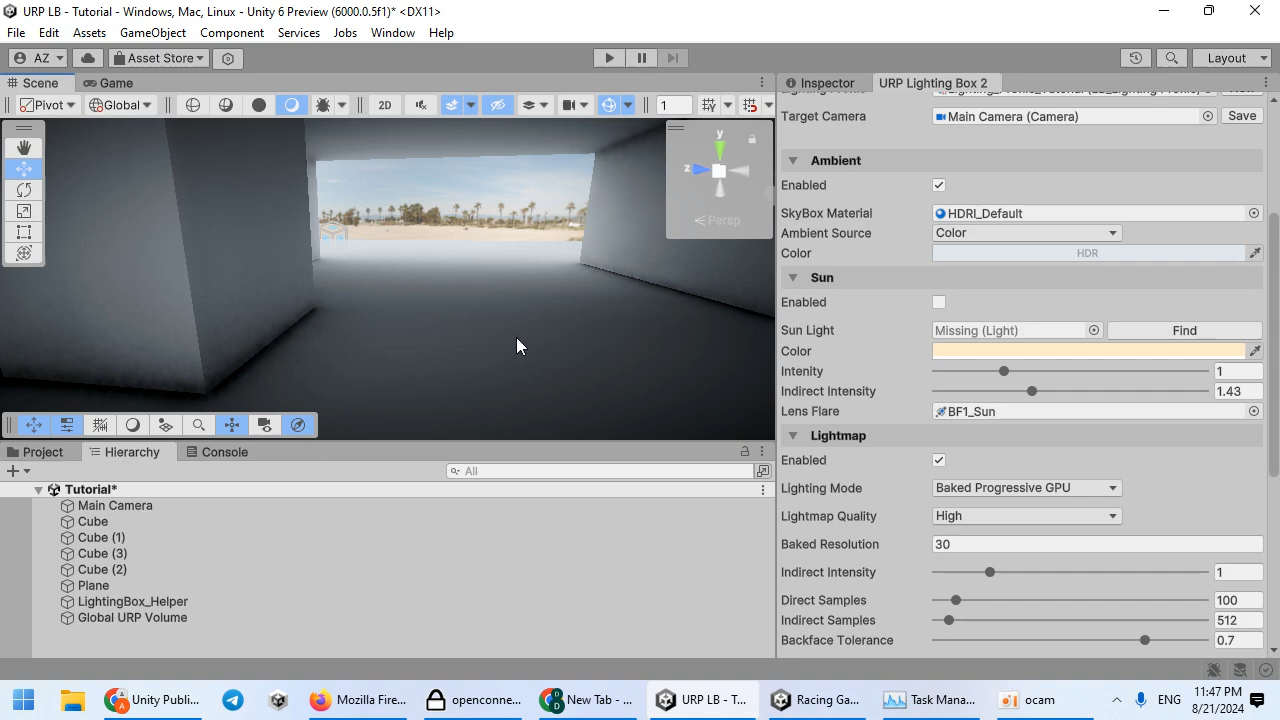 URP LB - Tutorial - Windows, Mac, Linux - Unity 6 Preview (6000.0.5f1)* <DX11>
File Edit Assets GameObject Component Services Jobs Window Help
AZ Asset Store Layout
Scene Game Inspector URP Lighting Box 2
Pivot Global 2D 1
Target Camera Main Camera (Camera) Save
y
z
Persp
Ambient
Enabled
SkyBox Material HDRI_Default
Ambient Source Color
Color HDR
Sun
Enabled
Sun Light Missing (Light) Find
Color
Intenity 1
Indirect Intensity 1.43
Lens Flare BF1_Sun
Lightmap
Enabled
Lighting Mode Baked Progressive GPU
Lightmap Quality High
Baked Resolution 30
Indirect Intensity 1
Direct Samples 100
Indirect Samples 512
Backface Tolerance 0.7
Project Hierarchy Console
All
Tutorial*
Main Camera
Cube
Cube (1)
Cube (3)
Cube (2)
Plane
LightingBox_Helper
Global URP Volume
Unity Publi... Mozilla Fire... openconne... New Tab - ... URP LB - T... Racing Ga... Task Mana... ocam ENG 11:47 PM
8/21/2024